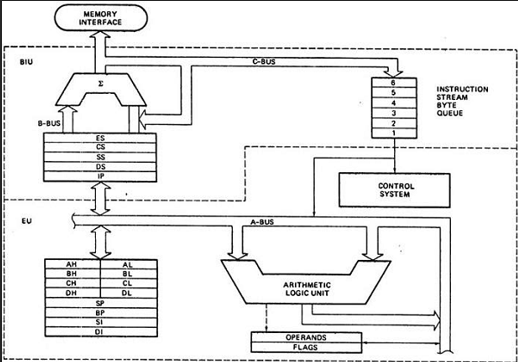 MEMORY
INTERFACE
BIU
C-BUS
Σ
B-BUS
6
5
4
3
2
1
INSTRUCTION
STREAM
BYTE
QUEUE
ES
CS
SS
DS
IP
CONTROL
SYSTEM
EU
A-BUS
AH AL
BH BL
CH CL
DH DL
SP
BP
SI
DI
ARITHMETIC
LOGIC UNIT
OPERANDS
FLAGS